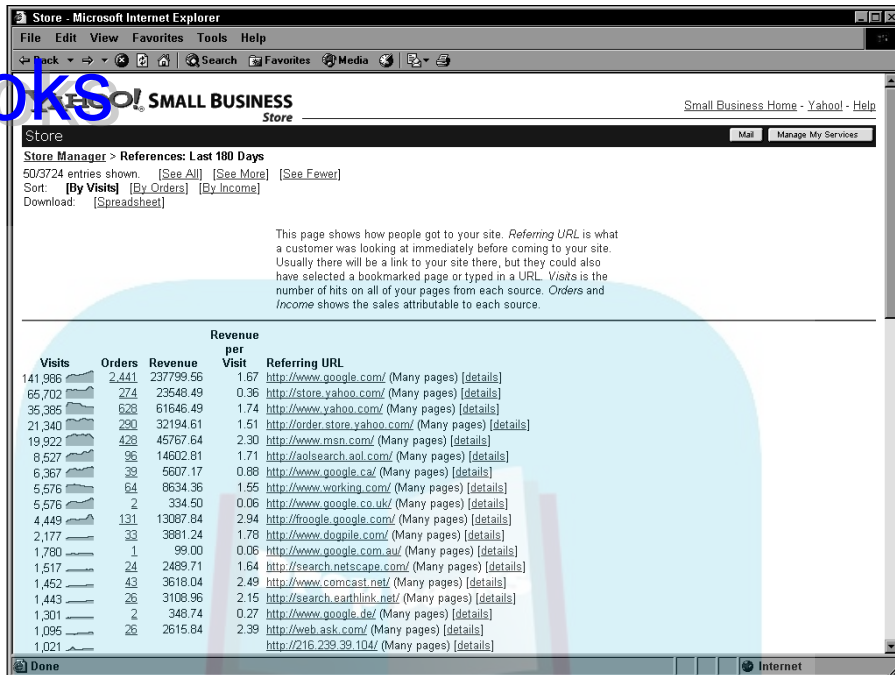 Store - Microsoft Internet Explorer
File Edit View Favorites Tools Help
Back Search Favorites Media
oks
YAHOO! SMALL BUSINESS
Store
Small Business Home - Yahoo! - Help
Store Mail Manage My Services
Store Manager > References: Last 180 Days
50/3724 entries shown. [See All] [See More] [See Fewer]
Sort: [By Visits] [By Orders] [By Income]
Download: [Spreadsheet]
This page shows how people got to your site. Referring URL is what
a customer was looking at immediately before coming to your site.
Usually there will be a link to your site there, but they could also
have selected a bookmarked page or typed in a URL. Visits is the
number of hits on all of your pages from each source. Orders and
Income shows the sales attributable to each source.
Revenue
per
Visits Orders Revenue Visit Referring URL
141,986 2,441 237799.56 1.67 http://www.google.com/ (Many pages) [details]
65,702 274 23548.49 0.36 http://store.yahoo.com/ (Many pages) [details]
35,385 628 61646.49 1.74 http://www.yahoo.com/ (Many pages) [details]
21,340 290 32194.61 1.51 http://order.store.yahoo.com/ (Many pages) [details]
19,922 428 45767.64 2.30 http://www.msn.com/ (Many pages) [details]
8,527 96 14602.81 1.71 http://aolsearch.aol.com/ (Many pages) [details]
6,367 39 5607.17 0.88 http://www.google.ca/ (Many pages) [details]
5,576 64 8634.36 1.55 http://www.working.com/ (Many pages) [details]
5,576 2 334.50 0.06 http://www.google.co.uk/ (Many pages) [details]
4,449 131 13087.84 2.94 http://froogle.google.com/ (Many pages) [details]
2,177 33 3881.24 1.78 http://www.dogpile.com/ (Many pages) [details]
1,780 1 99.00 0.06 http://www.google.com.au/ (Many pages) [details]
1,517 24 2489.71 1.64 http://search.netscape.com/ (Many pages) [details]
1,452 43 3618.04 2.49 http://www.comcast.net/ (Many pages) [details]
1,443 26 3108.96 2.15 http://search.earthlink.net/ (Many pages) [details]
1,301 2 348.74 0.27 http://www.google.de/ (Many pages) [details]
1,095 26 2615.84 2.39 http://web.ask.com/ (Many pages) [details]
1,021 http://216.239.39.104/ (Many pages) [details]
Done Internet